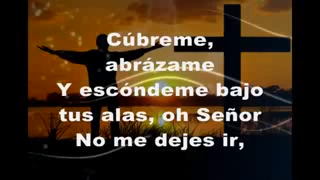 Cúbreme,
abrázame
Y escóndeme bajo
tus alas, oh Señor
No me dejes ir,